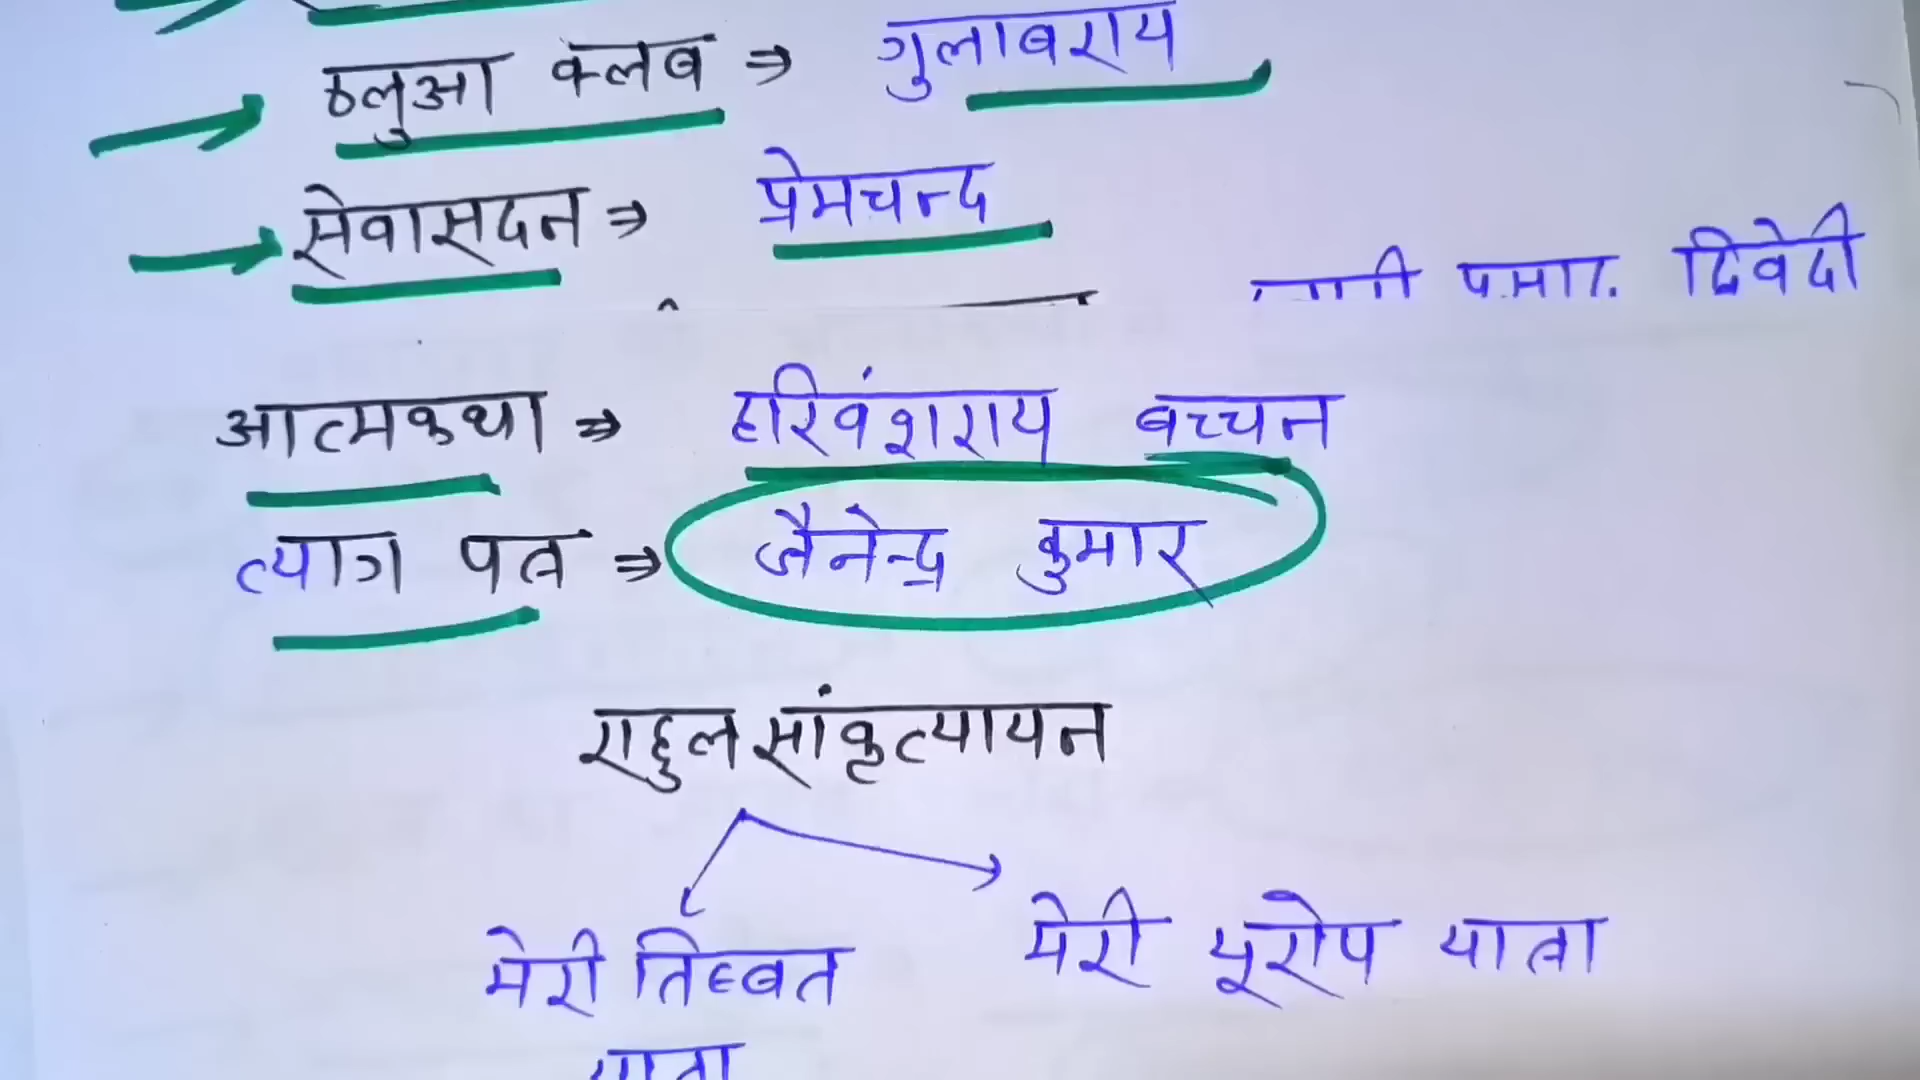 ठलुआ क्लब ⇒ गुलाबराय
सेवासदन ⇒ प्रेमचन्द
द्विवेदी
आत्मकथा ⇒ हरिवंशराय बच्चन
त्याग पत्र ⇒ जैनेन्द्र कुमार
राहुल सांकृत्यायन
मेरी तिब्बत
मेरी यूरोप यात्रा